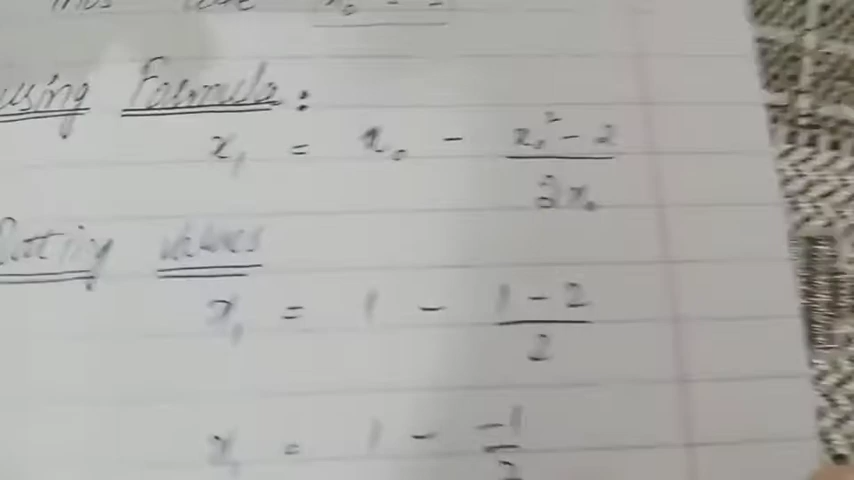 using Formula:
x₁ = x₀ - (x₀² - 2) / 2x₀
Putting values
x₁ = 1 - (1 - 2) / 2
x₁ = 1 - (-1) / 2